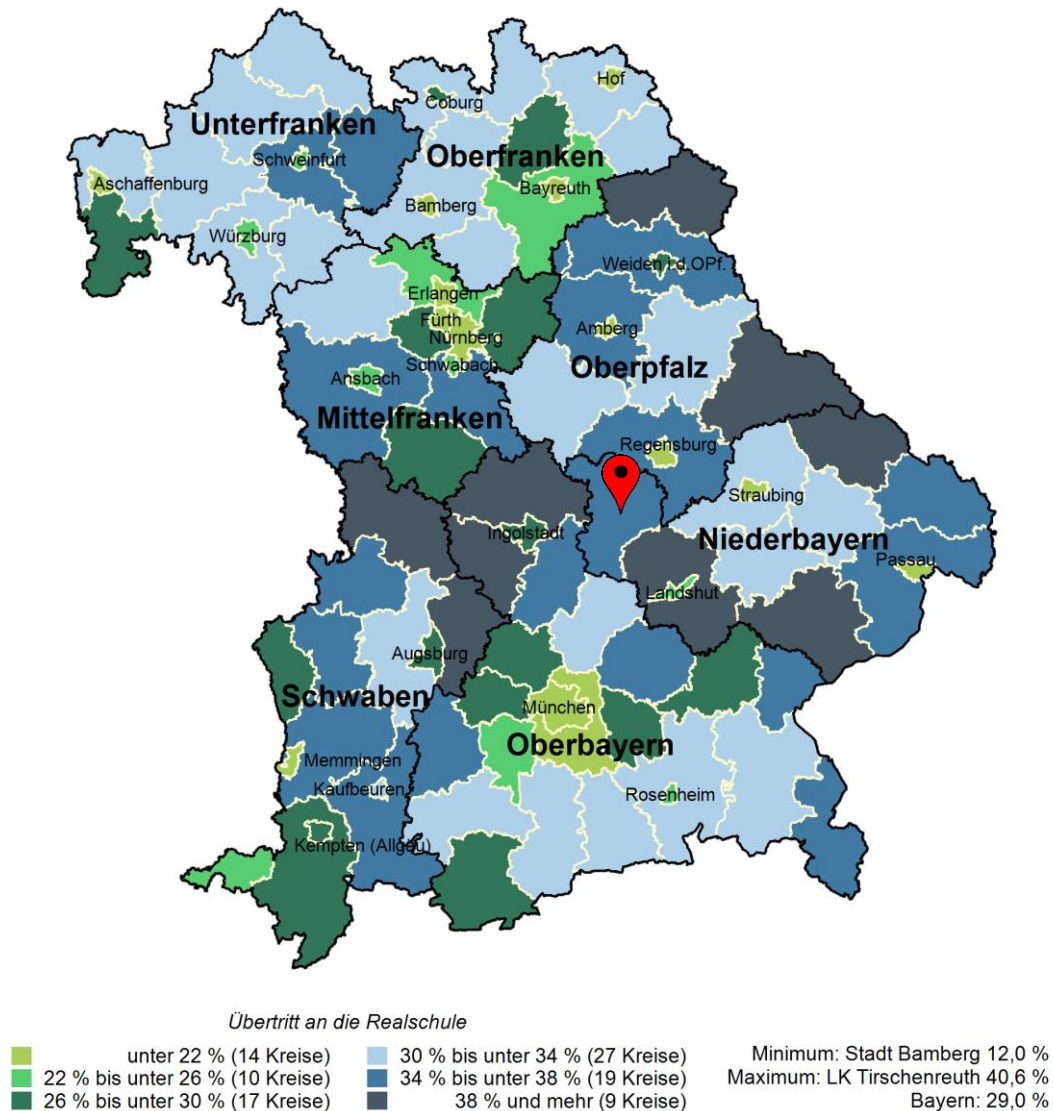 Hof
Coburg
Unterfranken
Schweinfurt
Oberfranken
Aschaffenburg
Bayreuth
Bamberg
Würzburg
Weiden i.d.OPf.
Erlangen
Fürth
Amberg
Nürnberg
Schwabach
Oberpfalz
Ansbach
Mittelfranken
Regensburg
Straubing
Ingolstadt
Niederbayern
Passau
Landshut
Augsburg
Schwaben
München
Oberbayern
Memmingen
Kaufbeuren
Rosenheim
Kempten (Allgäu)
Übertritt an die Realschule
unter 22 % (14 Kreise)
22 % bis unter 26 % (10 Kreise)
26 % bis unter 30 % (17 Kreise)
30 % bis unter 34 % (27 Kreise)
34 % bis unter 38 % (19 Kreise)
38 % und mehr (9 Kreise)
Minimum: Stadt Bamberg 12,0 %
Maximum: LK Tirschenreuth 40,6 %
Bayern: 29,0 %